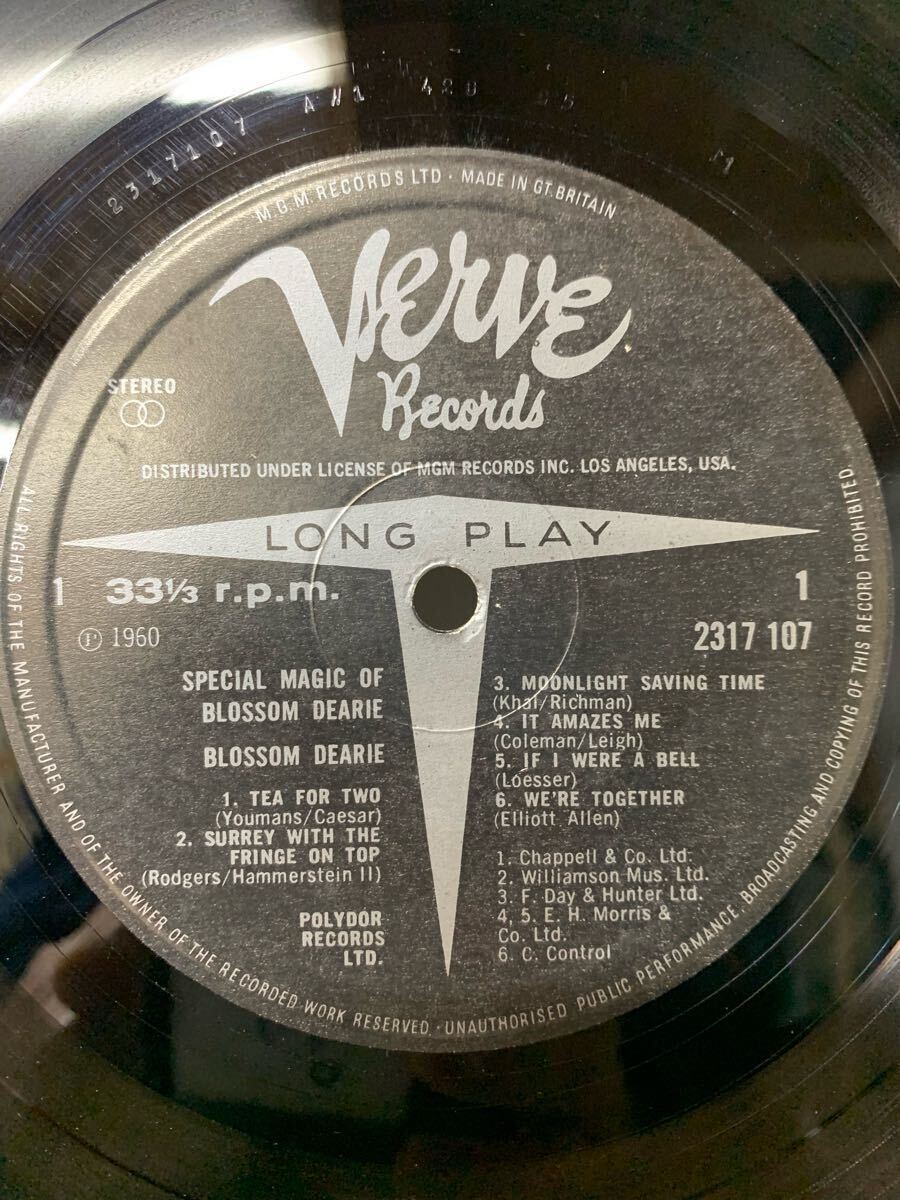 2317107 AH1 420 05
M
M.G.M. RECORDS LTD · MADE IN GT. BRITAIN
Verve
Records
STEREO
DISTRIBUTED UNDER LICENSE OF MGM RECORDS INC. LOS ANGELES, USA.
LONG PLAY
1 33⅓ r.p.m.
1
Ⓟ 1960
2317 107
SPECIAL MAGIC OF
BLOSSOM DEARIE
BLOSSOM DEARIE
1. TEA FOR TWO
(Youmans/Caesar)
2. SURREY WITH THE
FRINGE ON TOP
(Rodgers/Hammerstein II)
POLYDOR
RECORDS
LTD.
3. MOONLIGHT SAVING TIME
(Khal/Richman)
4. IT AMAZES ME
(Coleman/Leigh)
5. IF I WERE A BELL
(Loesser)
6. WE'RE TOGETHER
(Elliott Allen)
1. Chappell & Co. Ltd.
2. Williamson Mus. Ltd.
3. F. Day & Hunter Ltd.
4, 5. E. H. Morris &
Co. Ltd.
6. C. Control
ALL RIGHTS OF THE MANUFACTURER AND OF THE OWNER OF THE RECORDED WORK RESERVED · UNAUTHORISED PUBLIC PERFORMANCE, BROADCASTING AND COPYING OF THIS RECORD PROHIBITED